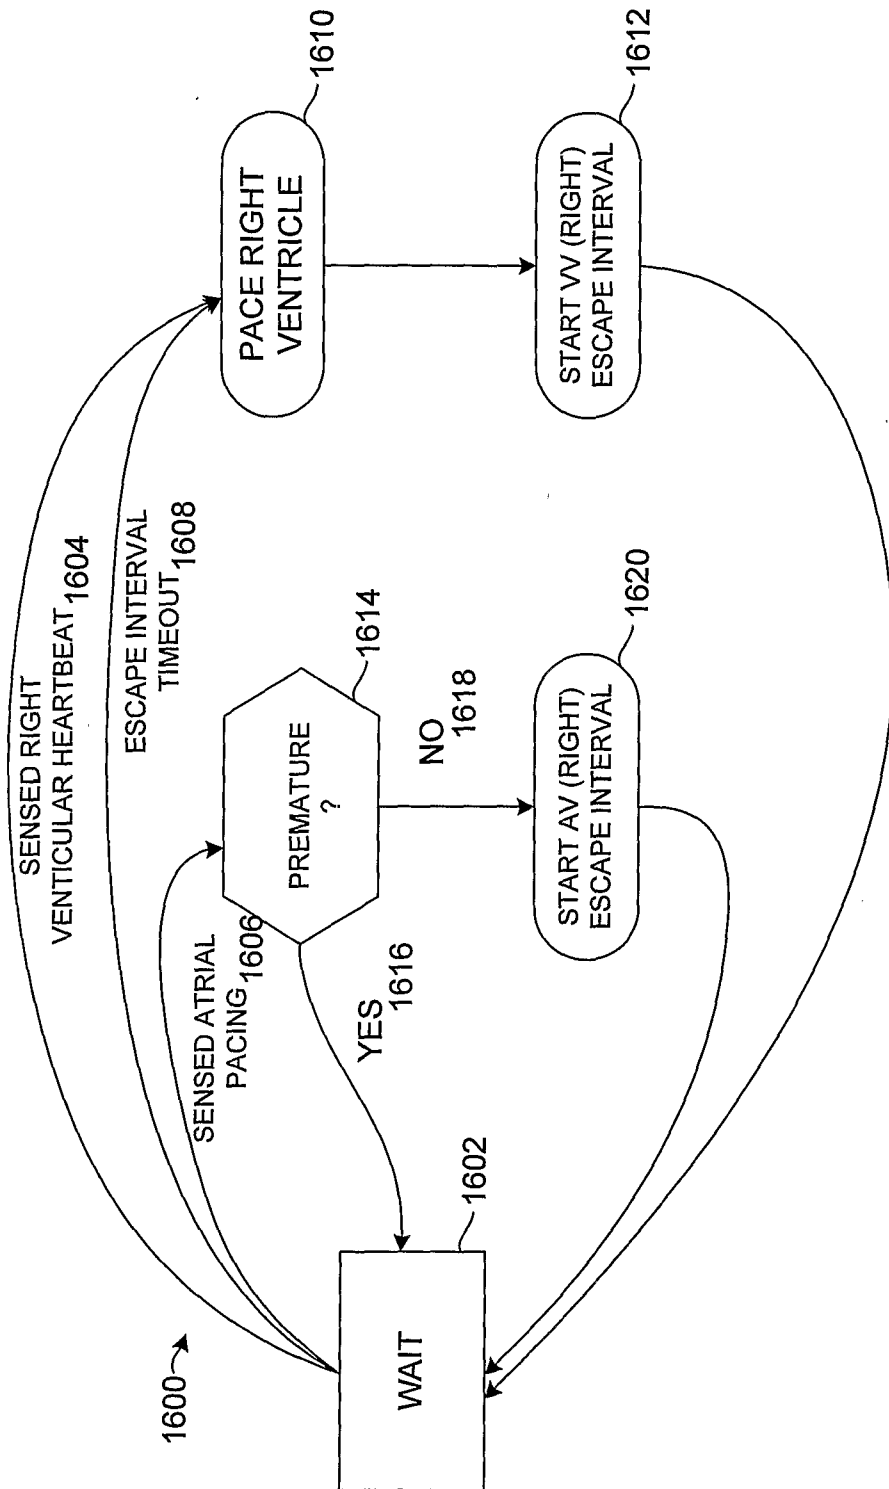 1600
WAIT
1602
SENSED RIGHT
VENTICULAR HEARTBEAT 1604
ESCAPE INTERVAL
TIMEOUT 1608
SENSED ATRIAL
PACING 1606
PREMATURE
?
1614
YES
1616
NO
1618
START AV (RIGHT)
ESCAPE INTERVAL
1620
PACE RIGHT
VENTRICLE
1610
START VV (RIGHT)
ESCAPE INTERVAL
1612